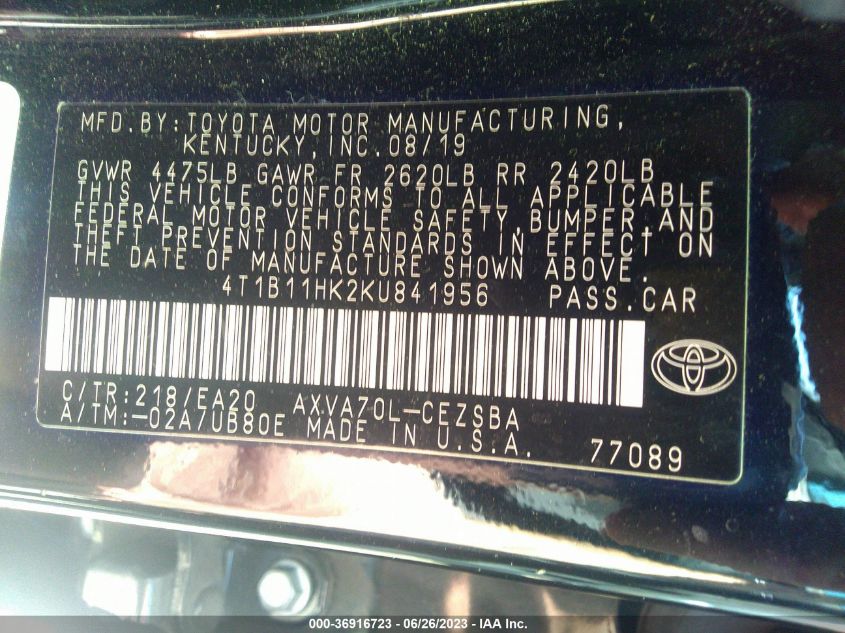 MFD.BY:TOYOTA MOTOR MANUFACTURING,
KENTUCKY,INC.08/19
GVWR 4475LB GAWR FR 2620LB RR 2420LB
THIS VEHICLE CONFORMS TO ALL APPLICABLE
FEDERAL MOTOR VEHICLE SAFETY,BUMPER,AND
THEFT PREVENTION STANDARDS IN EFFECT ON
THE DATE OF MANUFACTURE SHOWN ABOVE.
4T1B11HK2KU841956 PASS.CAR
C/TR:218/EA20 AXVA70L-CEZSBA
A/TM:-02A/UB80E MADE IN U.S.A. 77089
000-36916723 - 06/26/2023 - IAA Inc.